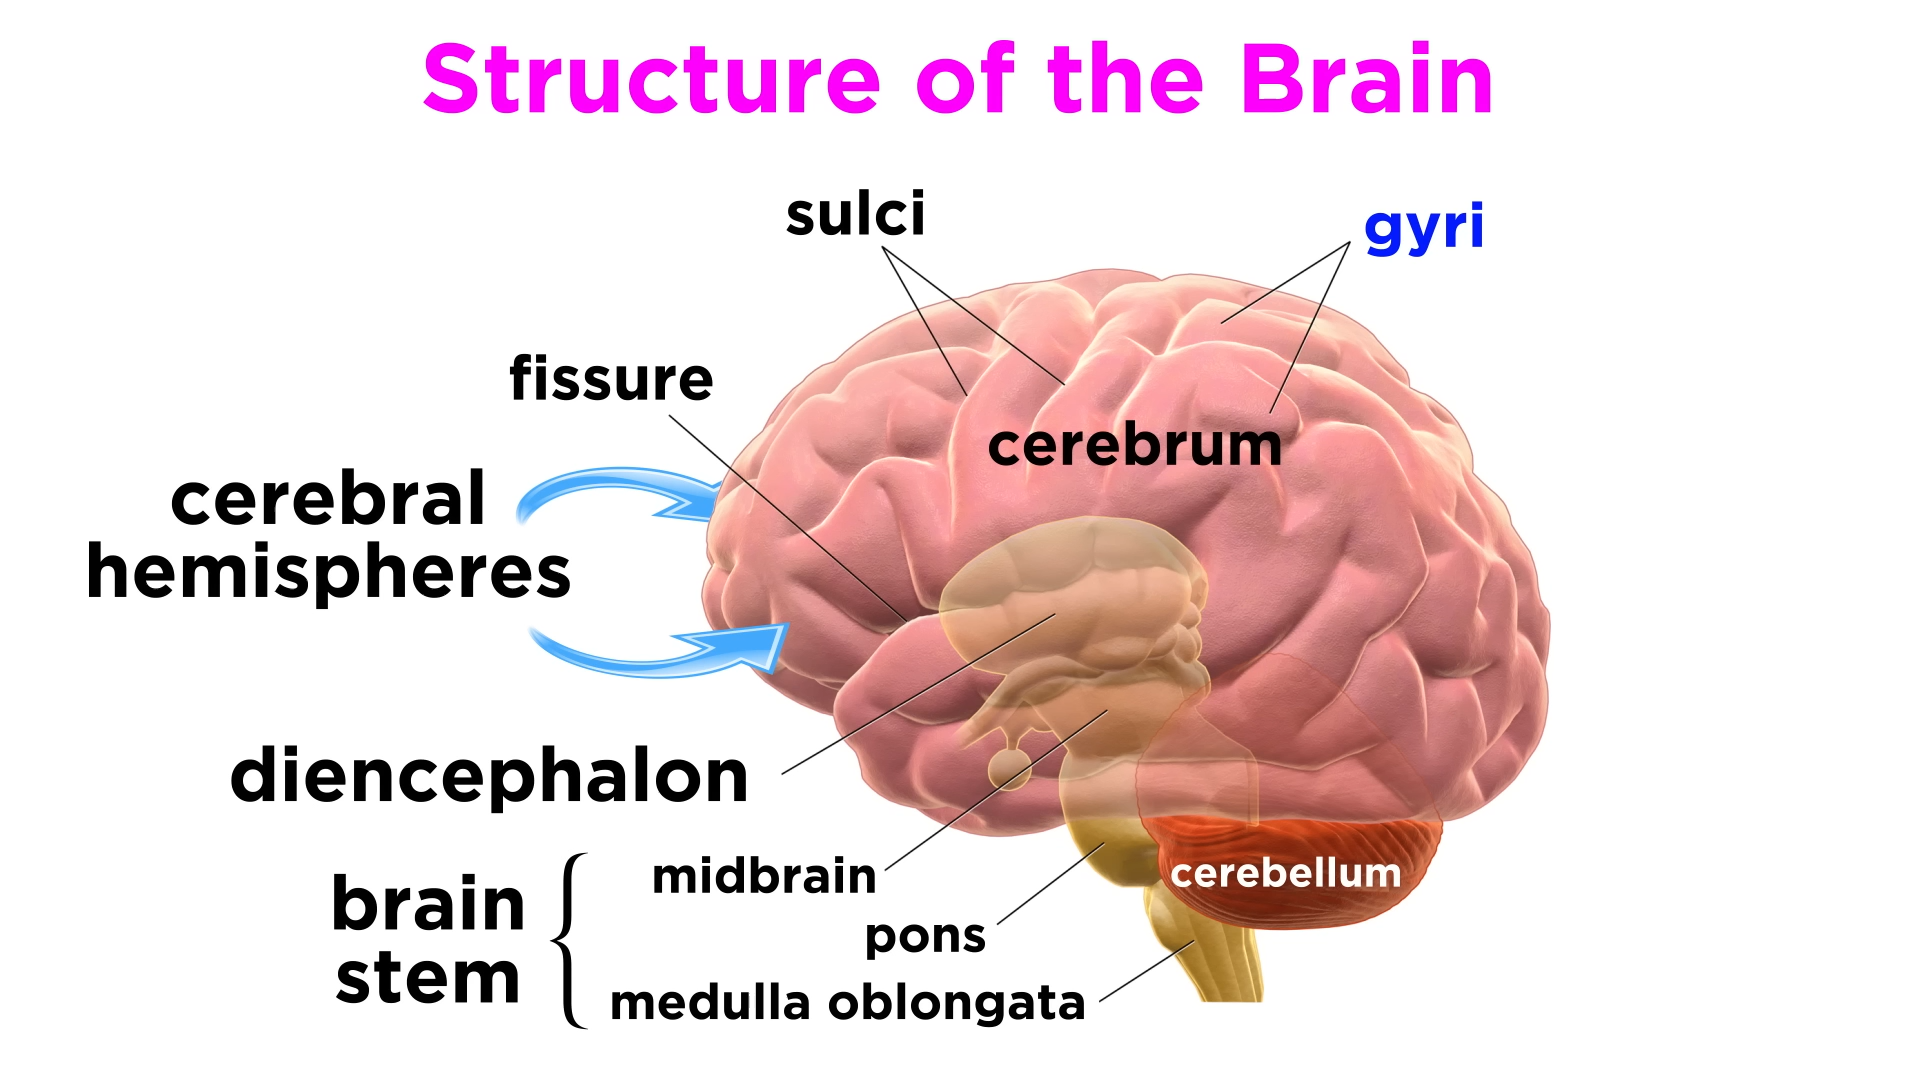 Structure of the Brain
sulci
gyri
fissure
cerebrum
cerebral
hemispheres
diencephalon
brain
stem
midbrain
pons
medulla oblongata
cerebellum